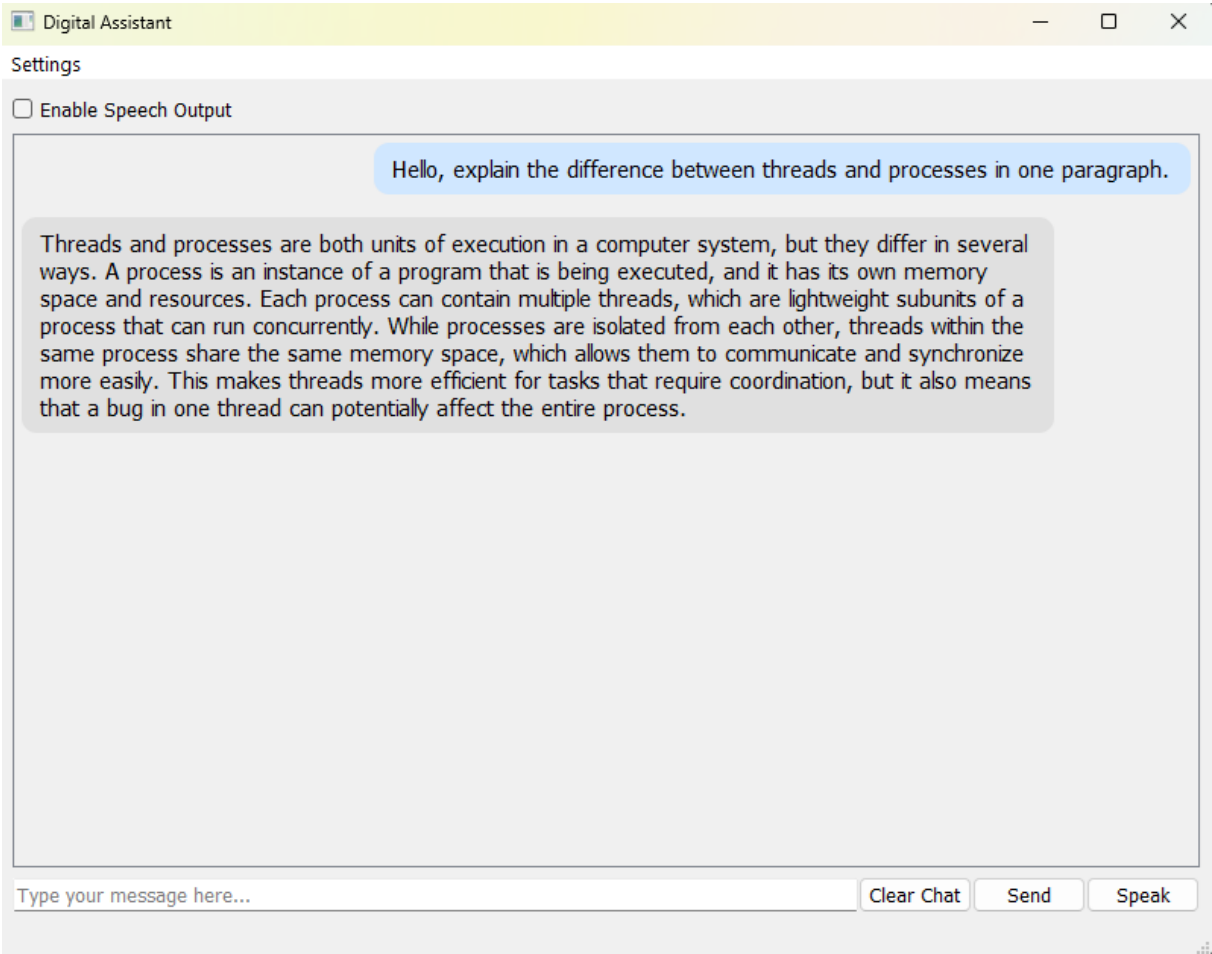 Digital Assistant
Settings
Enable Speech Output
Hello, explain the difference between threads and processes in one paragraph.
Threads and processes are both units of execution in a computer system, but they differ in several
ways. A process is an instance of a program that is being executed, and it has its own memory
space and resources. Each process can contain multiple threads, which are lightweight subunits of a
process that can run concurrently. While processes are isolated from each other, threads within the
same process share the same memory space, which allows them to communicate and synchronize
more easily. This makes threads more efficient for tasks that require coordination, but it also means
that a bug in one thread can potentially affect the entire process.
Type your message here... Clear Chat Send Speak